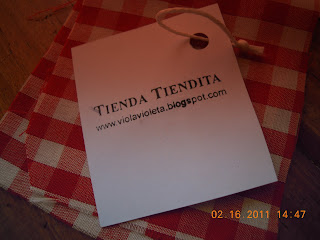 TIENDA TIENDITA
www.violavioleta.blogspot.com
02.16.2011 14:47